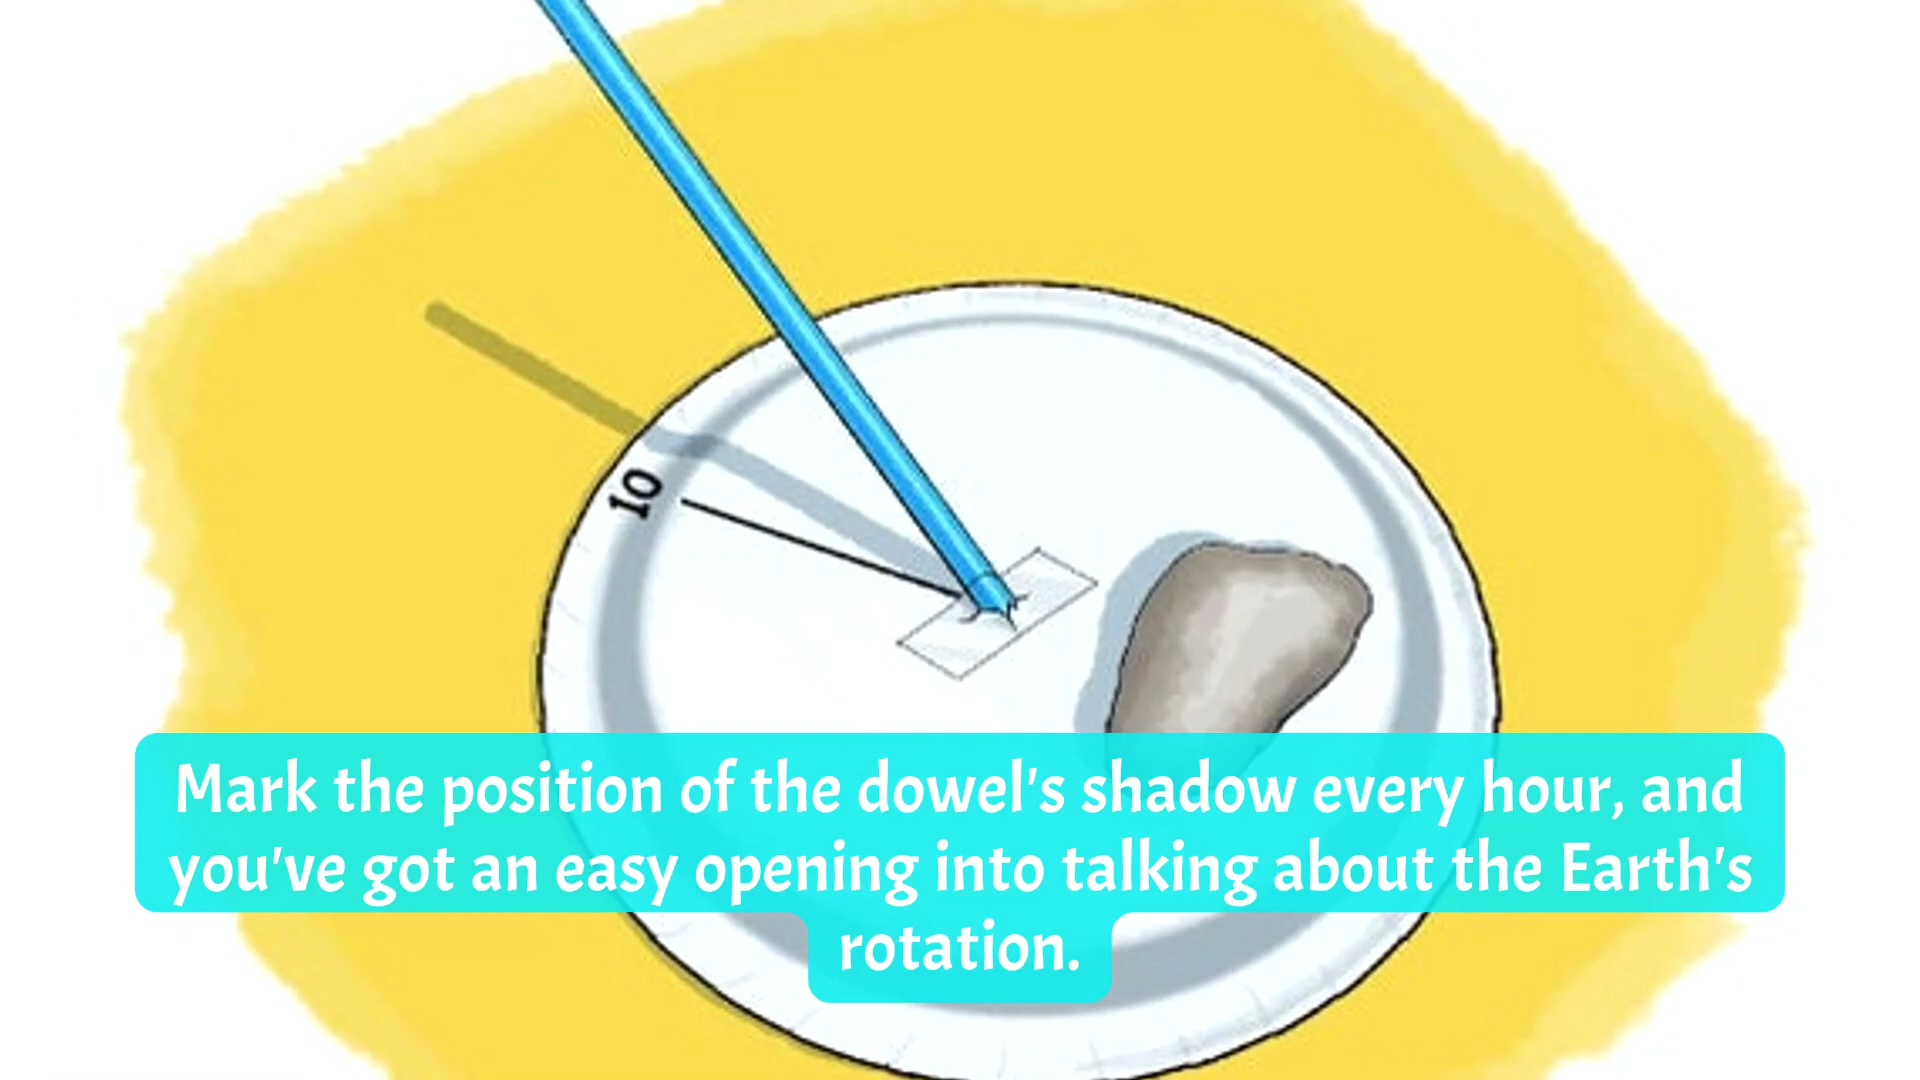 10
Mark the position of the dowel's shadow every hour, and
you've got an easy opening into talking about the Earth's
rotation.